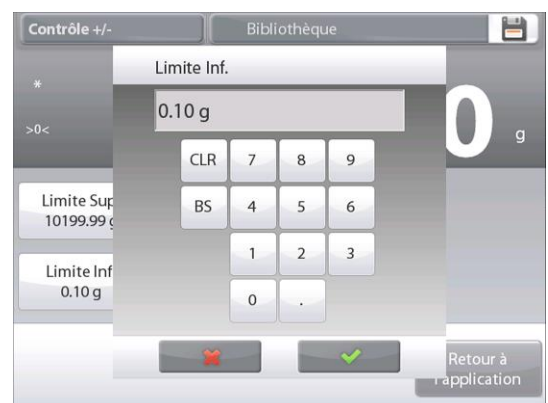 Contrôle +/-
Bibliothèque
Limite Inf.
*
0.10 g
>0<
0 g
CLR 7 8 9
Limite Sup
10199.99 g
BS 4 5 6
1 2 3
Limite Inf
0.10 g
0 .
Retour à
l'application